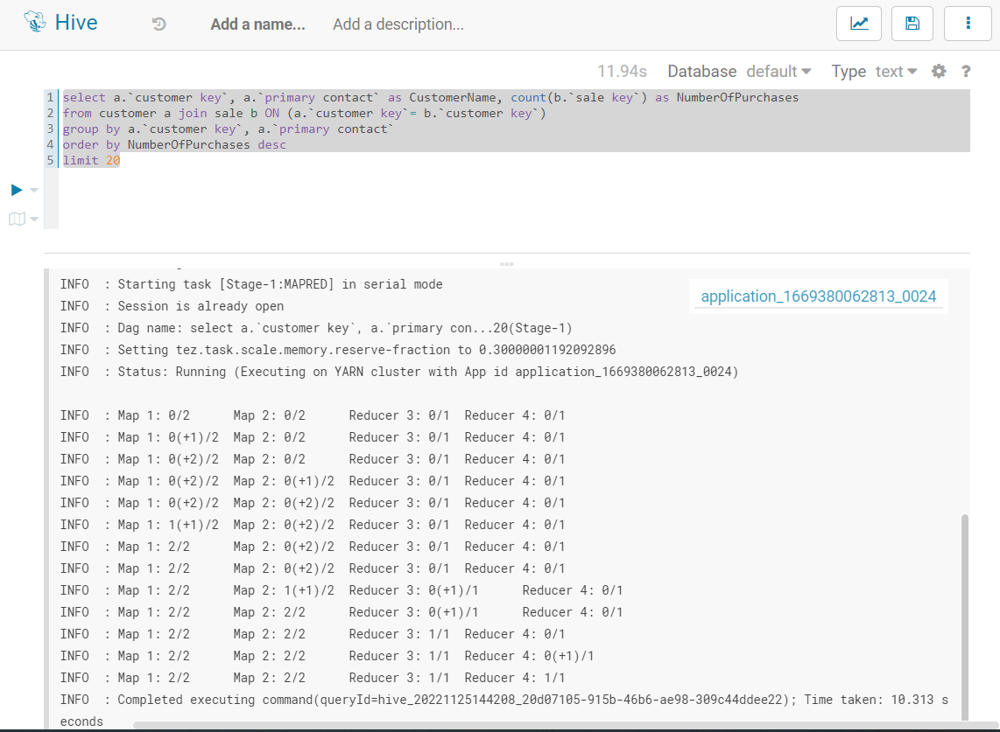 Hive
Add a name...
Add a description...
11.94s Database default Type text ?
1 select a.`customer key`, a.`primary contact` as CustomerName, count(b.`sale key`) as NumberOfPurchases
2 from customer a join sale b ON (a.`customer key`= b.`customer key`)
3 group by a.`customer key`, a.`primary contact`
4 order by NumberOfPurchases desc
5 limit 20
INFO : Starting task [Stage-1:MAPRED] in serial mode
application_1669380062813_0024
INFO : Session is already open
INFO : Dag name: select a.`customer key`, a.`primary con...20(Stage-1)
INFO : Setting tez.task.scale.memory.reserve-fraction to 0.30000001192092896
INFO : Status: Running (Executing on YARN cluster with App id application_1669380062813_0024)
INFO : Map 1: 0/2 Map 2: 0/2 Reducer 3: 0/1 Reducer 4: 0/1
INFO : Map 1: 0(+1)/2 Map 2: 0/2 Reducer 3: 0/1 Reducer 4: 0/1
INFO : Map 1: 0(+2)/2 Map 2: 0/2 Reducer 3: 0/1 Reducer 4: 0/1
INFO : Map 1: 0(+2)/2 Map 2: 0(+1)/2 Reducer 3: 0/1 Reducer 4: 0/1
INFO : Map 1: 0(+2)/2 Map 2: 0(+2)/2 Reducer 3: 0/1 Reducer 4: 0/1
INFO : Map 1: 1(+1)/2 Map 2: 0(+2)/2 Reducer 3: 0/1 Reducer 4: 0/1
INFO : Map 1: 2/2 Map 2: 0(+2)/2 Reducer 3: 0/1 Reducer 4: 0/1
INFO : Map 1: 2/2 Map 2: 0(+2)/2 Reducer 3: 0/1 Reducer 4: 0/1
INFO : Map 1: 2/2 Map 2: 1(+1)/2 Reducer 3: 0(+1)/1 Reducer 4: 0/1
INFO : Map 1: 2/2 Map 2: 2/2 Reducer 3: 0(+1)/1 Reducer 4: 0/1
INFO : Map 1: 2/2 Map 2: 2/2 Reducer 3: 1/1 Reducer 4: 0/1
INFO : Map 1: 2/2 Map 2: 2/2 Reducer 3: 1/1 Reducer 4: 0(+1)/1
INFO : Map 1: 2/2 Map 2: 2/2 Reducer 3: 1/1 Reducer 4: 1/1
INFO : Completed executing command(queryId=hive_20221125144208_20d07105-915b-46b6-ae98-309c44ddee22); Time taken: 10.313 s
econds